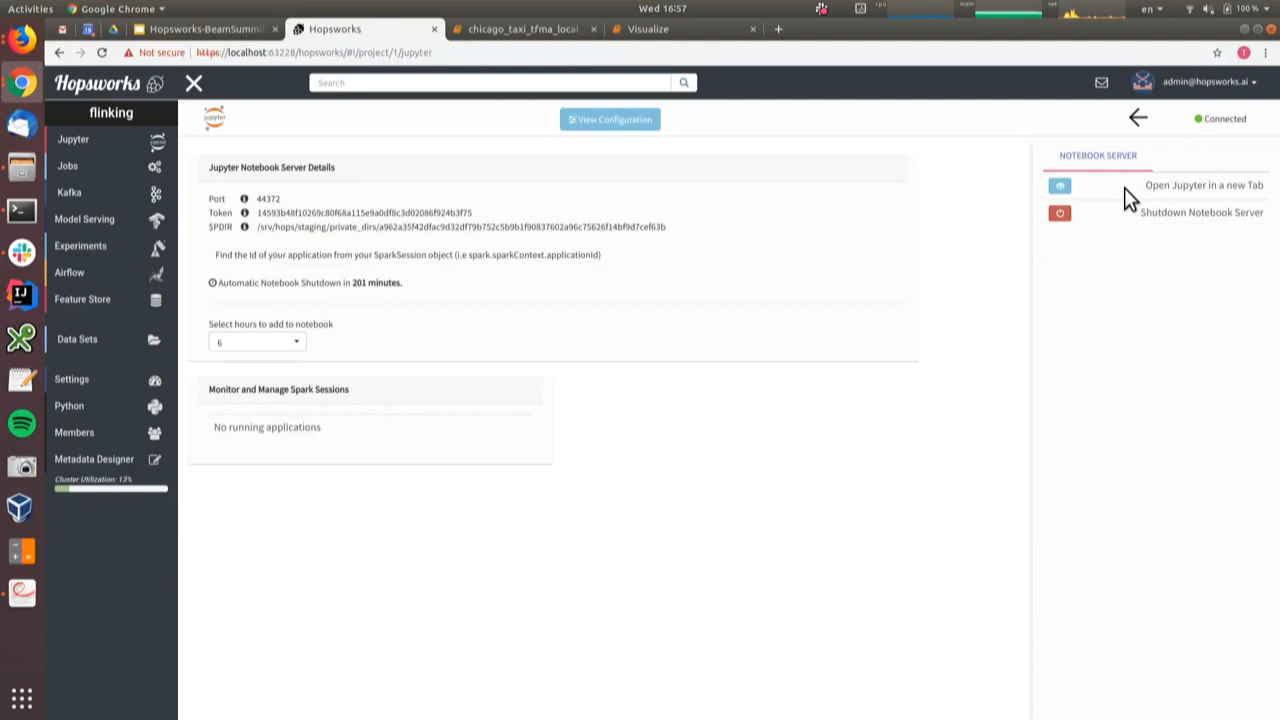 Activities Google Chrome Wed 16:57 cpu mem net en 100 %
Hopsworks-BeamSummi Hopsworks chicago_taxi_tfma_local Visualize
Not secure https://localhost:63228/hopsworks/#!/project/1/jupyter
Hopsworks Search admin@hopsworks.ai
flinking jupyter View Configuration Connected
Jupyter
Jobs
Kafka
Model Serving
Experiments
Airflow
Feature Store
Data Sets
Settings
Python
Members
Metadata Designer
Cluster Utilization: 13%
Jupyter Notebook Server Details
Port 44372
Token 14593b48f10269c80f68a115e9a0df8c3d02086f924b3f75
$PDIR /srv/hops/staging/private_dirs/a962a35f42dfac9d32df79b752c5b9b1f90837602a96c75626f14bf9d7cef63b
Find the Id of your application from your SparkSession object (i.e spark.sparkContext.applicationId)
Automatic Notebook Shutdown in 201 minutes.
Select hours to add to notebook
6
Monitor and Manage Spark Sessions
No running applications
NOTEBOOK SERVER
Open Jupyter in a new Tab
Shutdown Notebook Server